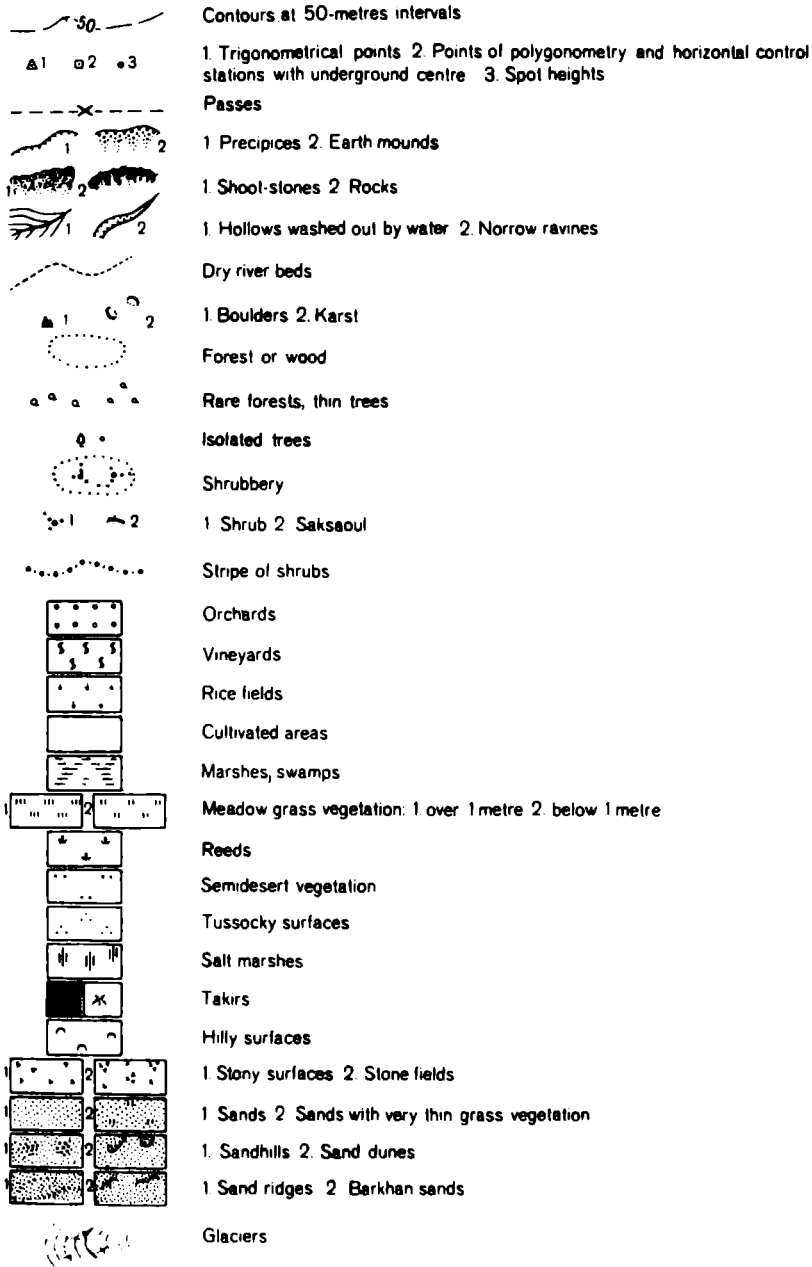 50 Contours at 50-metres intervals
1 2 3 1. Trigonometrical points 2. Points of polygonometry and horizontal control
stations with underground centre 3. Spot heights
Passes
1 2 1 Precipices 2. Earth mounds
1 2 1. Shoot-stones 2 Rocks
1 2 1. Hollows washed out by water 2. Norrow ravines
Dry river beds
1 2 1. Boulders 2. Karst
Forest or wood
Rare forests, thin trees
Isolated trees
Shrubbery
1 2 1 Shrub 2 Saksaoul
Stripe of shrubs
Orchards
Vineyards
Rice fields
Cultivated areas
Marshes, swamps
1 2 Meadow grass vegetation: 1. over 1 metre 2. below 1 metre
Reeds
Semidesert vegetation
Tussocky surfaces
Salt marshes
Takirs
Hilly surfaces
1 2 1. Stony surfaces 2. Stone fields
1 2 1 Sands 2 Sands with very thin grass vegetation
1 2 1. Sandhills 2. Sand dunes
1 2 1. Sand ridges 2 Barkhan sands
Glaciers